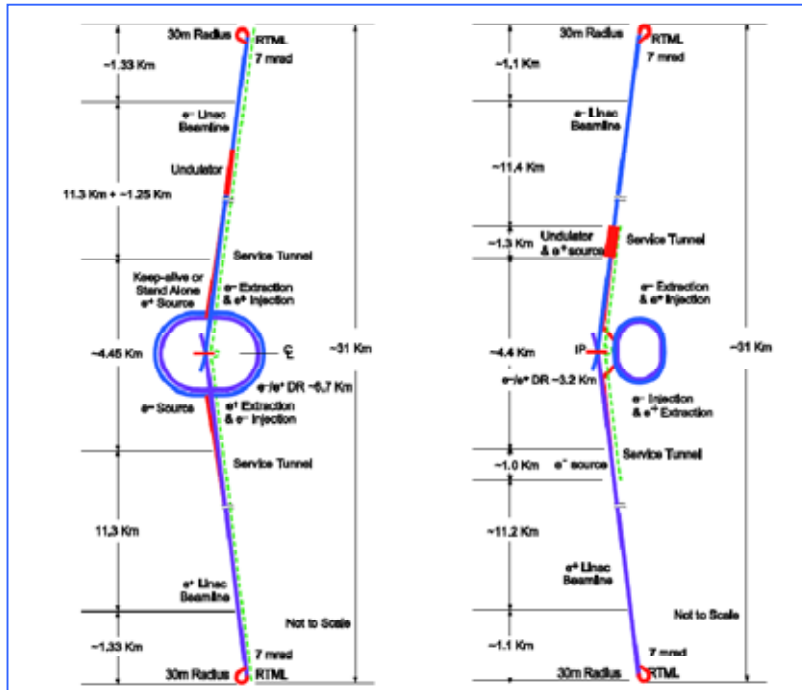 30m Radius
RTML
7 mrad
~1.33 Km
e- Linac
Beamline
Undulator
11.3 Km + ~1.25 Km
Service Tunnel
Keep-alive or
Stand Alone
e+ Source
e- Extraction
& e+ Injection
~4.45 Km
~31 Km
e-/e+ DR ~6.7 Km
e- Source
e+ Extraction
& e- Injection
Service Tunnel
11.3 Km
e+ Linac
Beamline
Not to Scale
~1.33 Km
7 mrad
30m Radius
RTML
30m Radius
RTML
7 mrad
~1.1 Km
e- Linac
Beamline
~11.4 Km
Undulator
& e+ source
Service Tunnel
~1.3 Km
e- Extraction
& e+ Injection
IP
~4.4 Km
~31 Km
e-/e+ DR ~3.2 Km
e- Injection
& e+ Extraction
Service Tunnel
e- source
~1.0 Km
~11.2 Km
e+ Linac
Beamline
Not to Scale
~1.1 Km
7 mrad
30m Radius
RTML